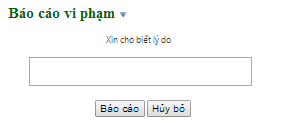 Báo cáo vi phạm
Xin cho biết lý do
Báo cáo Hủy bỏ